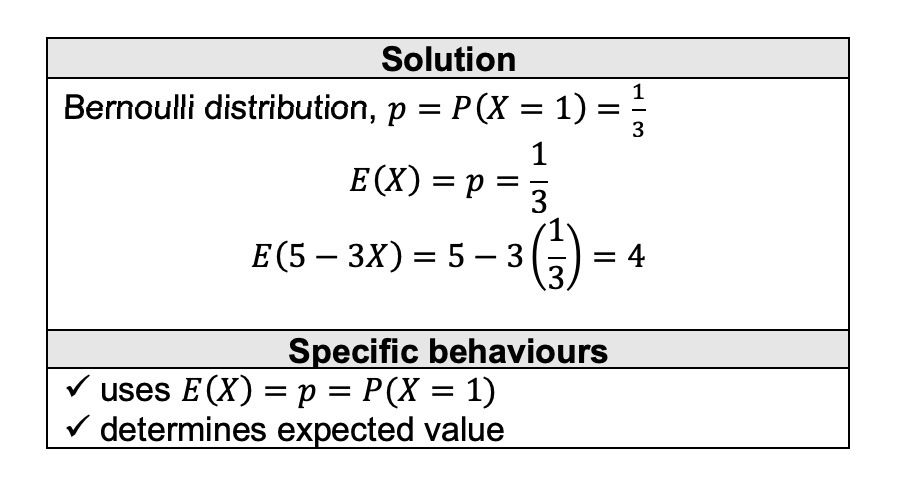 Solution
Bernoulli distribution, p = P(X = 1) = 1/3
E(X) = p = 1/3
E(5 − 3X) = 5 − 3(1/3) = 4
Specific behaviours
✓ uses E(X) = p = P(X = 1)
✓ determines expected value